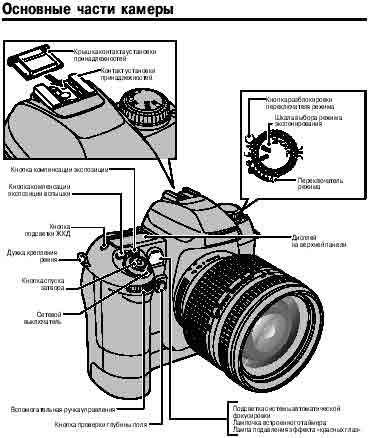 Основные части камеры
Крышка контакта установки
принадлежностей
Контакт установки
принадлежностей
Кнопка разблокировки
переключателя режима
Шкала выбора режима
экспонирования
Переключатель
режима
Кнопка компенсации экспозиции
Кнопка компенсации
экспозиции вспышки
Кнопка
подсветки ЖКД
Дужка крепления
ремня
Кнопка спуска
затвора
Сетевой
выключатель
Дисплей
на верхней панели
Вспомогательная ручка управления
Кнопка проверки глубины поля
Подсветка системы автоматической
фокусировки
Лампочка встроенного таймера
Лампа подавления эффекта «красных глаз»